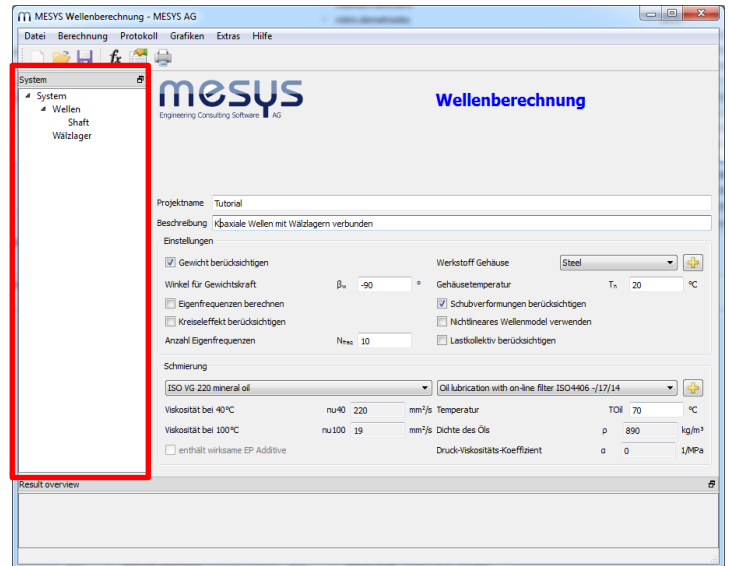 MESYS Wellenberechnung - MESYS AG
Datei Berechnung Protokoll Grafiken Extras Hilfe
fx
System
System
Wellen
Shaft
Wälzlager
mesys
Engineering Consulting Software AG
Wellenberechnung
Projektname Tutorial
Beschreibung Koaxiale Wellen mit Wälzlagern verbunden
Einstellungen
Gewicht berücksichtigen Werkstoff Gehäuse Steel
Winkel für Gewichtskraft βw -90 ° Gehäusetemperatur Th 20 °C
Eigenfrequenzen berechnen Schubverformungen berücksichtigen
Kreiseleffekt berücksichtigen Nichtlineares Wellenmodel verwenden
Anzahl Eigenfrequenzen Nfreq 10 Lastkollektiv berücksichtigen
Schmierung
ISO VG 220 mineral oil Oil lubrication with on-line filter ISO4406 -/17/14
Viskosität bei 40°C nu40 220 mm²/s Temperatur TOil 70 °C
Viskosität bei 100°C nu100 19 mm²/s Dichte des Öls ρ 890 kg/m³
enthält wirksame EP Additive Druck-Viskositäts-Koeffizient α 0 1/MPa
Result overview